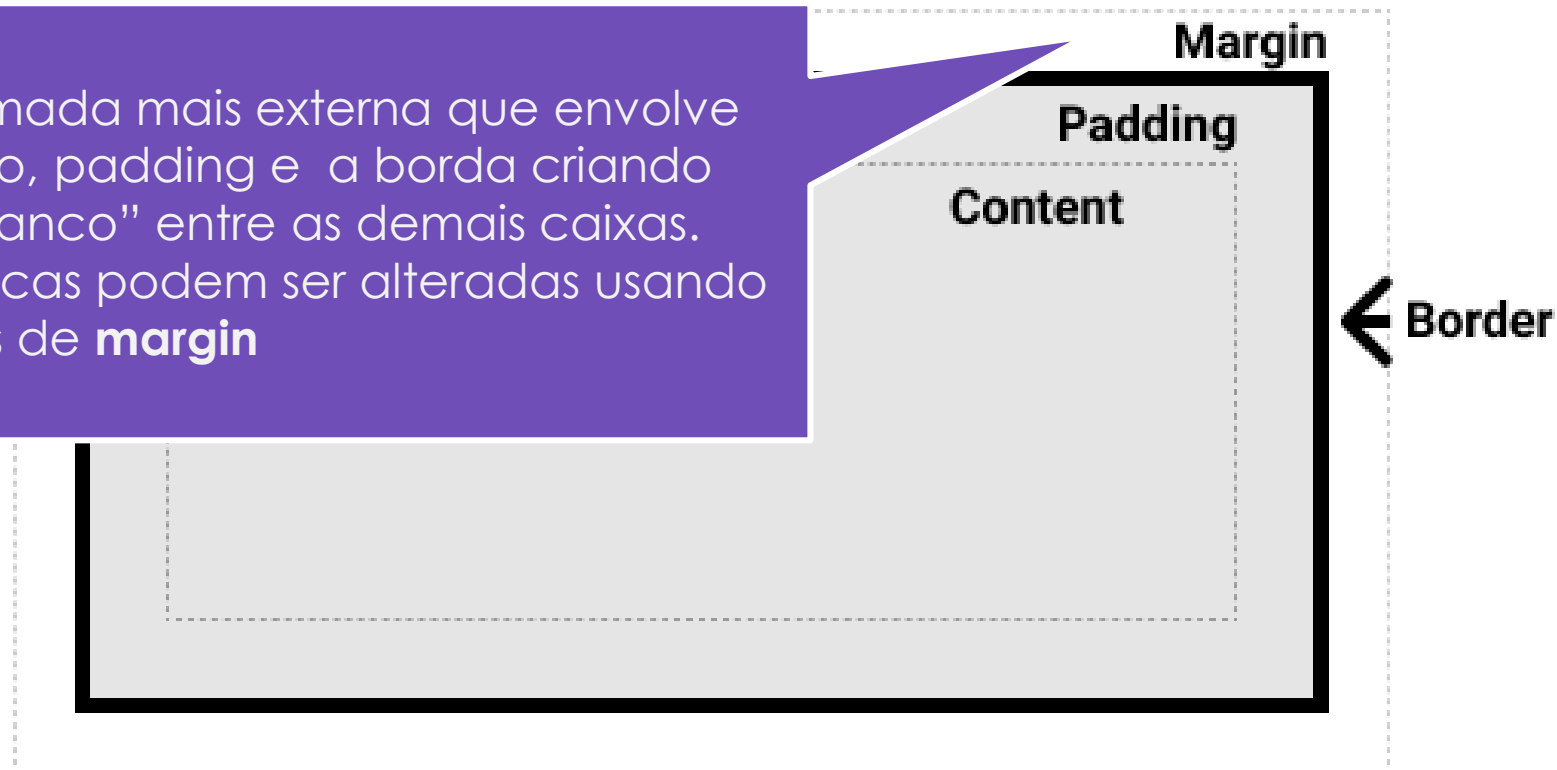 Margin
mada mais externa que envolve
Padding
o, padding e a borda criando
Content
anco” entre as demais caixas.
cas podem ser alteradas usando
Border
s de margin